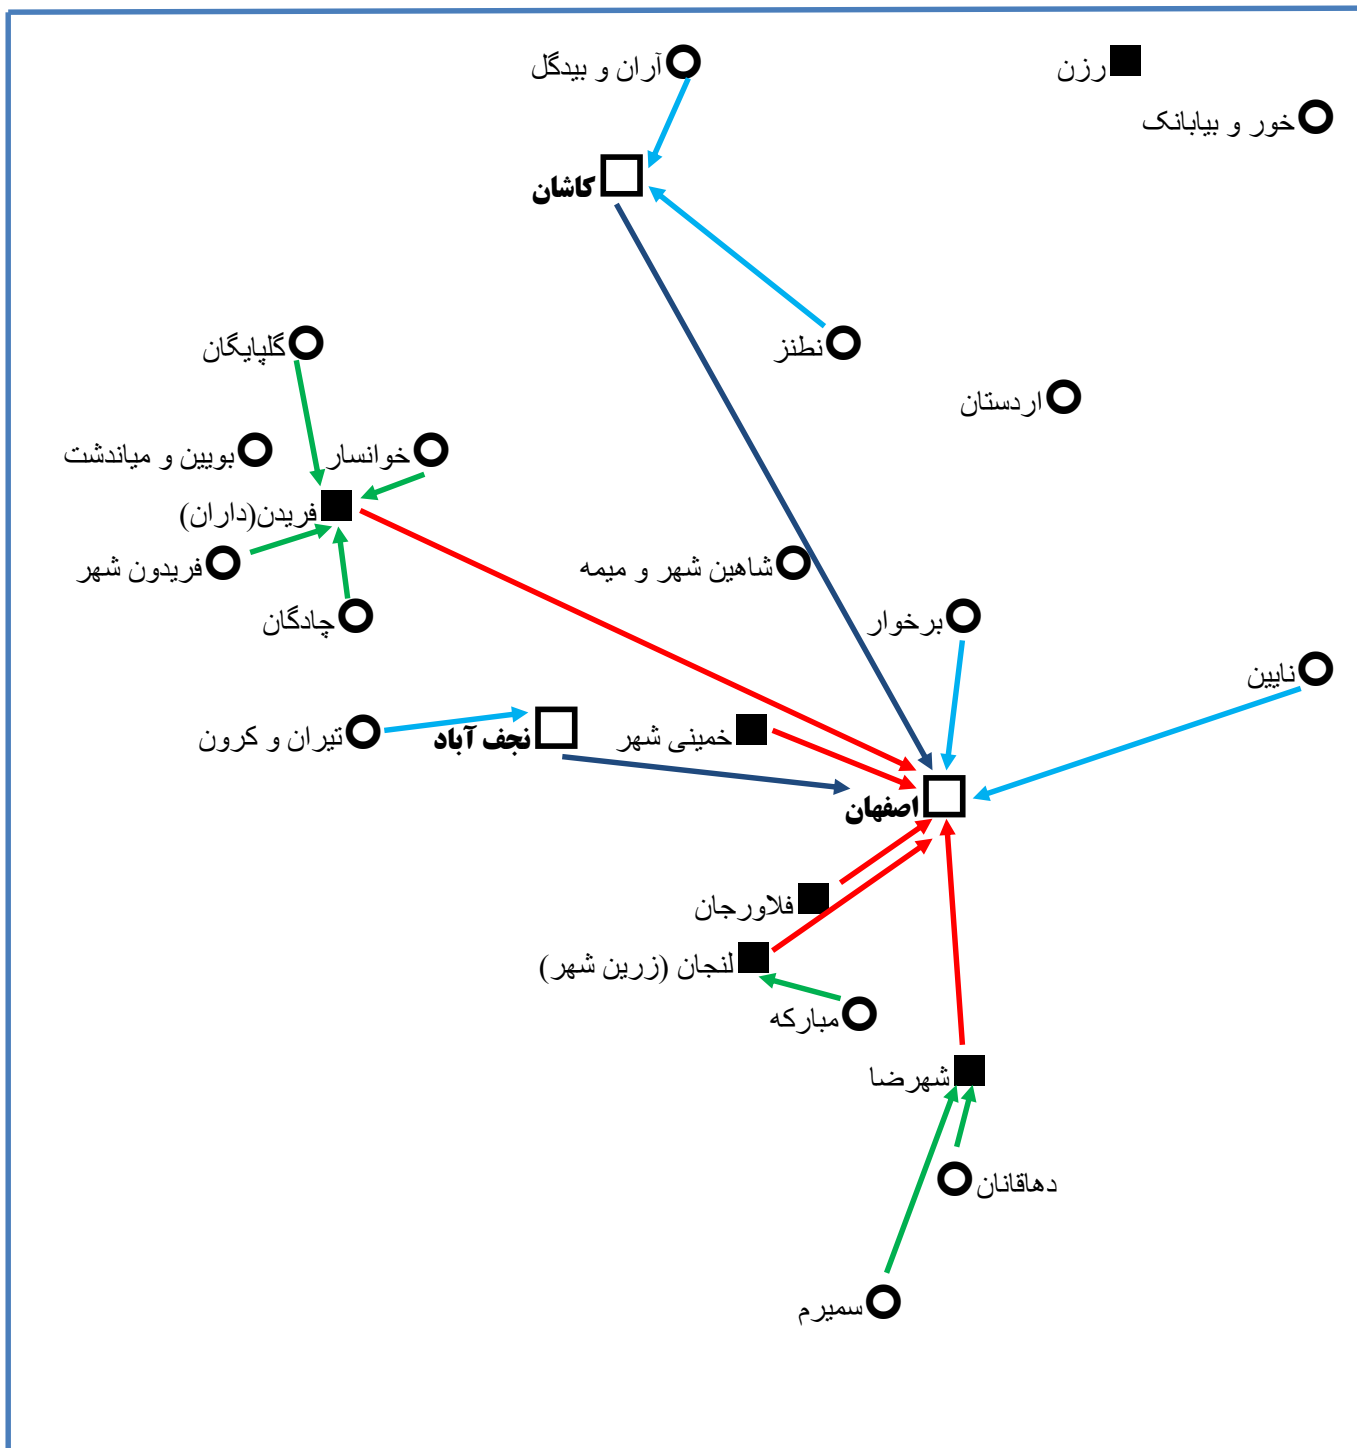 آران و بیدگل
رزن
خور و بیابانک
کاشان
نطنز
گلپایگان
اردستان
خوانسار
بویین و میاندشت
فریدن(داران)
شاهین شهر و میمه
فریدون شهر
چادگان
برخوار
نایین
خمینی شهر
نجف آباد
تیران و کرون
اصفهان
فلاورجان
لنجان (زرین شهر)
مبارکه
شهرضا
دهاقانان
سمیرم